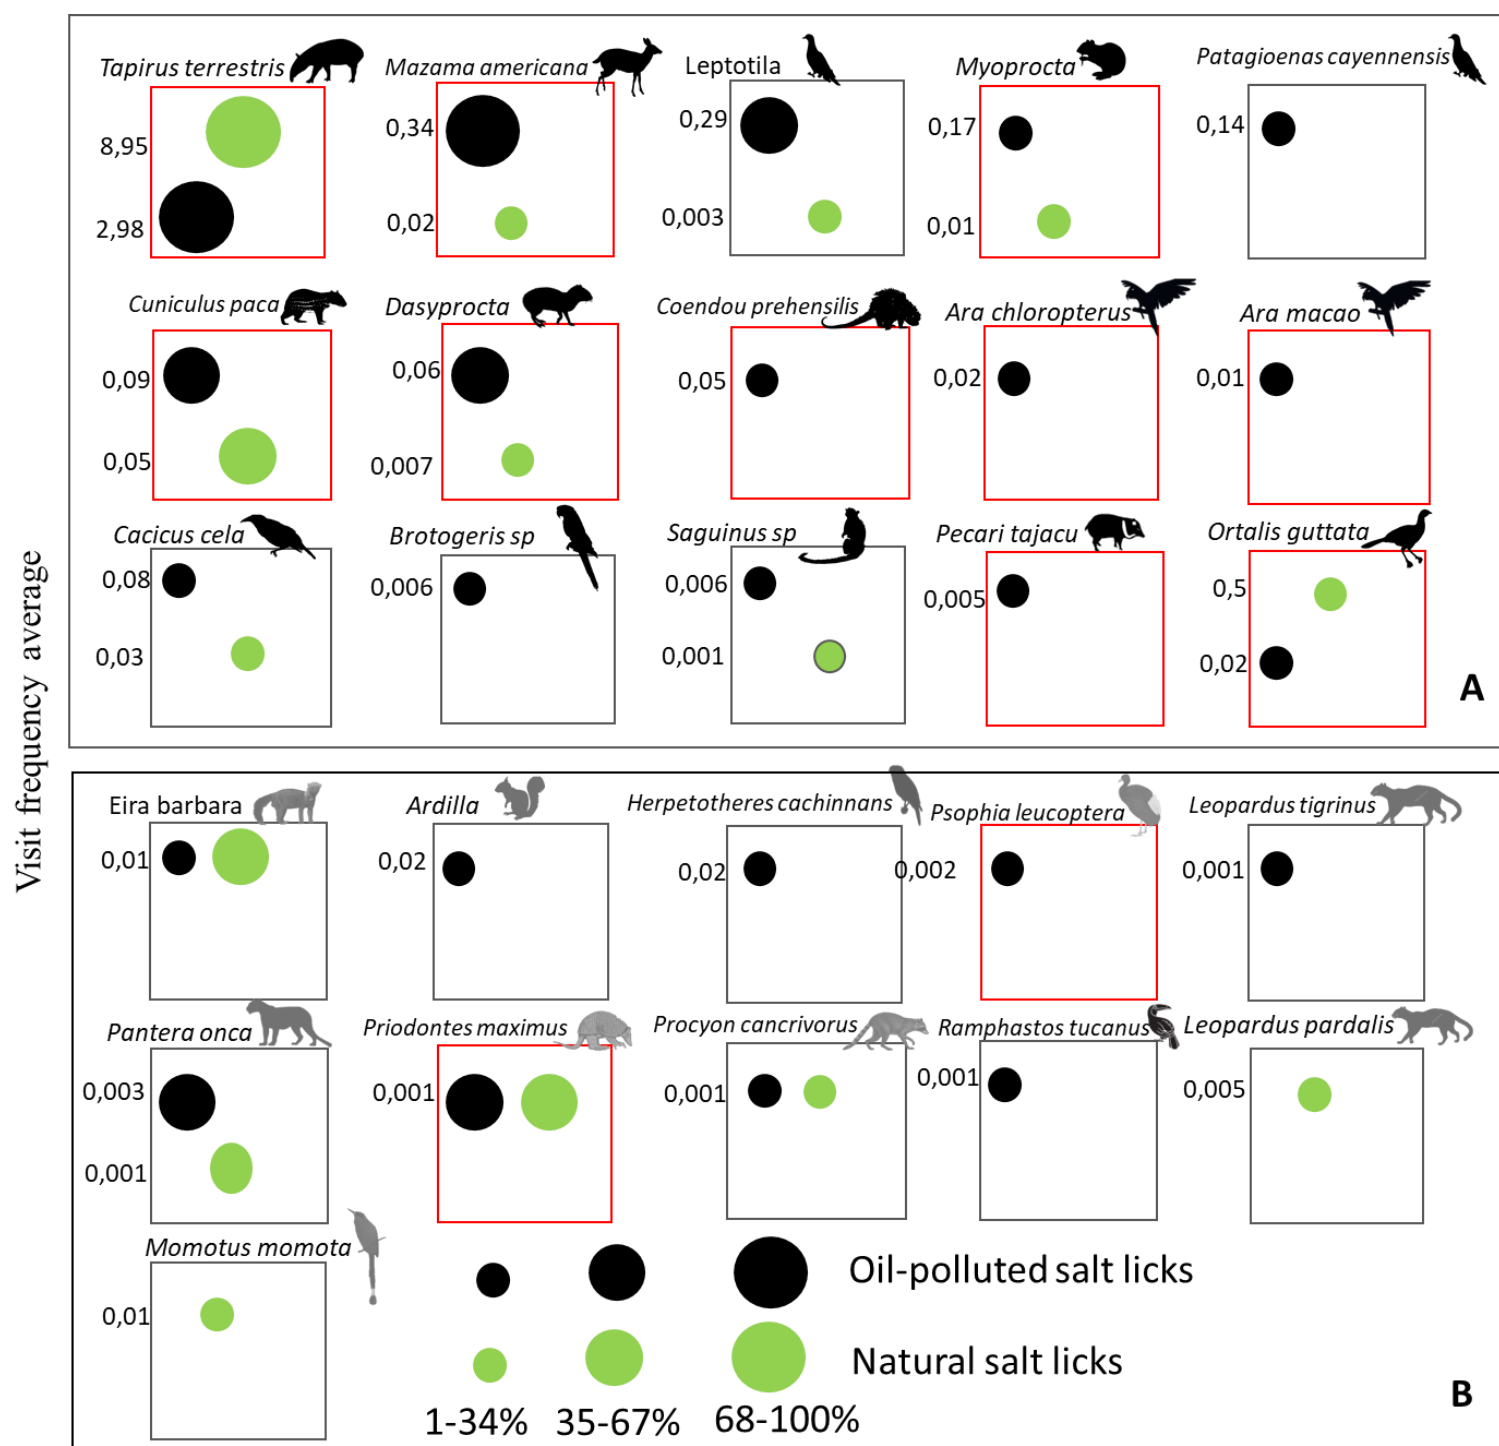 Visit frequency average
Tapirus terrestris
8,95
2,98
Mazama americana
0,34
0,02
Leptotila
0,29
0,003
Myoprocta
0,17
0,01
Patagioenas cayennensis
0,14
Cuniculus paca
0,09
0,05
Dasyprocta
0,06
0,007
Coendou prehensilis
0,05
Ara chloropterus
0,02
Ara macao
0,01
Cacicus cela
0,08
0,03
Brotogeris sp
0,006
Saguinus sp
0,006
0,001
Pecari tajacu
0,005
Ortalis guttata
0,5
0,02
A
Eira barbara
0,01
Ardilla
0,02
Herpetotheres cachinnans
0,02
Psophia leucoptera
0,002
Leopardus tigrinus
0,001
Pantera onca
0,003
0,001
Priodontes maximus
0,001
Procyon cancrivorus
0,001
Ramphastos tucanus
0,001
Leopardus pardalis
0,005
Momotus momota
0,01
Oil-polluted salt licks
Natural salt licks
1-34% 35-67% 68-100%
B